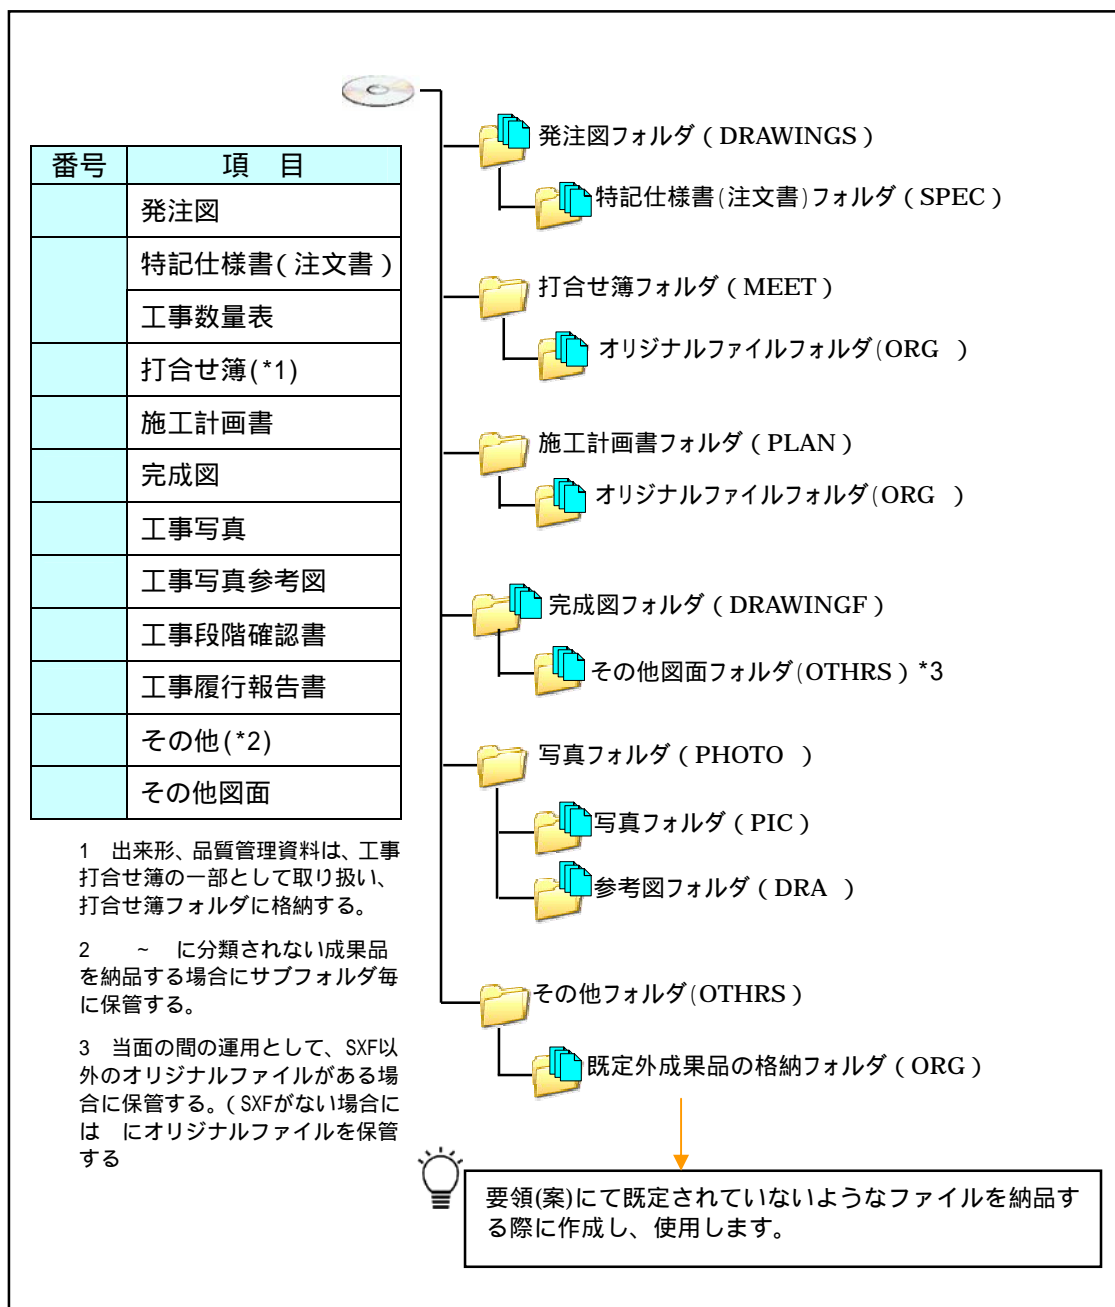 番号 項　目
発注図
特記仕様書(注文書)
工事数量表
打合せ簿(*1)
施工計画書
完成図
工事写真
工事写真参考図
工事段階確認書
工事履行報告書
その他(*2)
その他図面
1　出来形、品質管理資料は、工事
打合せ簿の一部として取り扱い、
打合せ簿フォルダに格納する。
2　　~　に分類されない成果品
を納品する場合にサブフォルダ毎
に保管する。
3　当面の間の運用として、SXF以
外のオリジナルファイルがある場
合に保管する。(SXFがない場合に
は　にオリジナルファイルを保管
する
発注図フォルダ(DRAWINGS)
特記仕様書(注文書)フォルダ(SPEC)
打合せ簿フォルダ(MEET)
オリジナルファイルフォルダ(ORG　)
施工計画書フォルダ(PLAN)
オリジナルファイルフォルダ(ORG　)
完成図フォルダ(DRAWINGF)
その他図面フォルダ(OTHRS)*3
写真フォルダ(PHOTO　)
写真フォルダ(PIC)
参考図フォルダ(DRA　)
その他フォルダ(OTHRS)
既定外成果品の格納フォルダ(ORG)
要領(案)にて既定されていないようなファイルを納品す
る際に作成し、使用します。